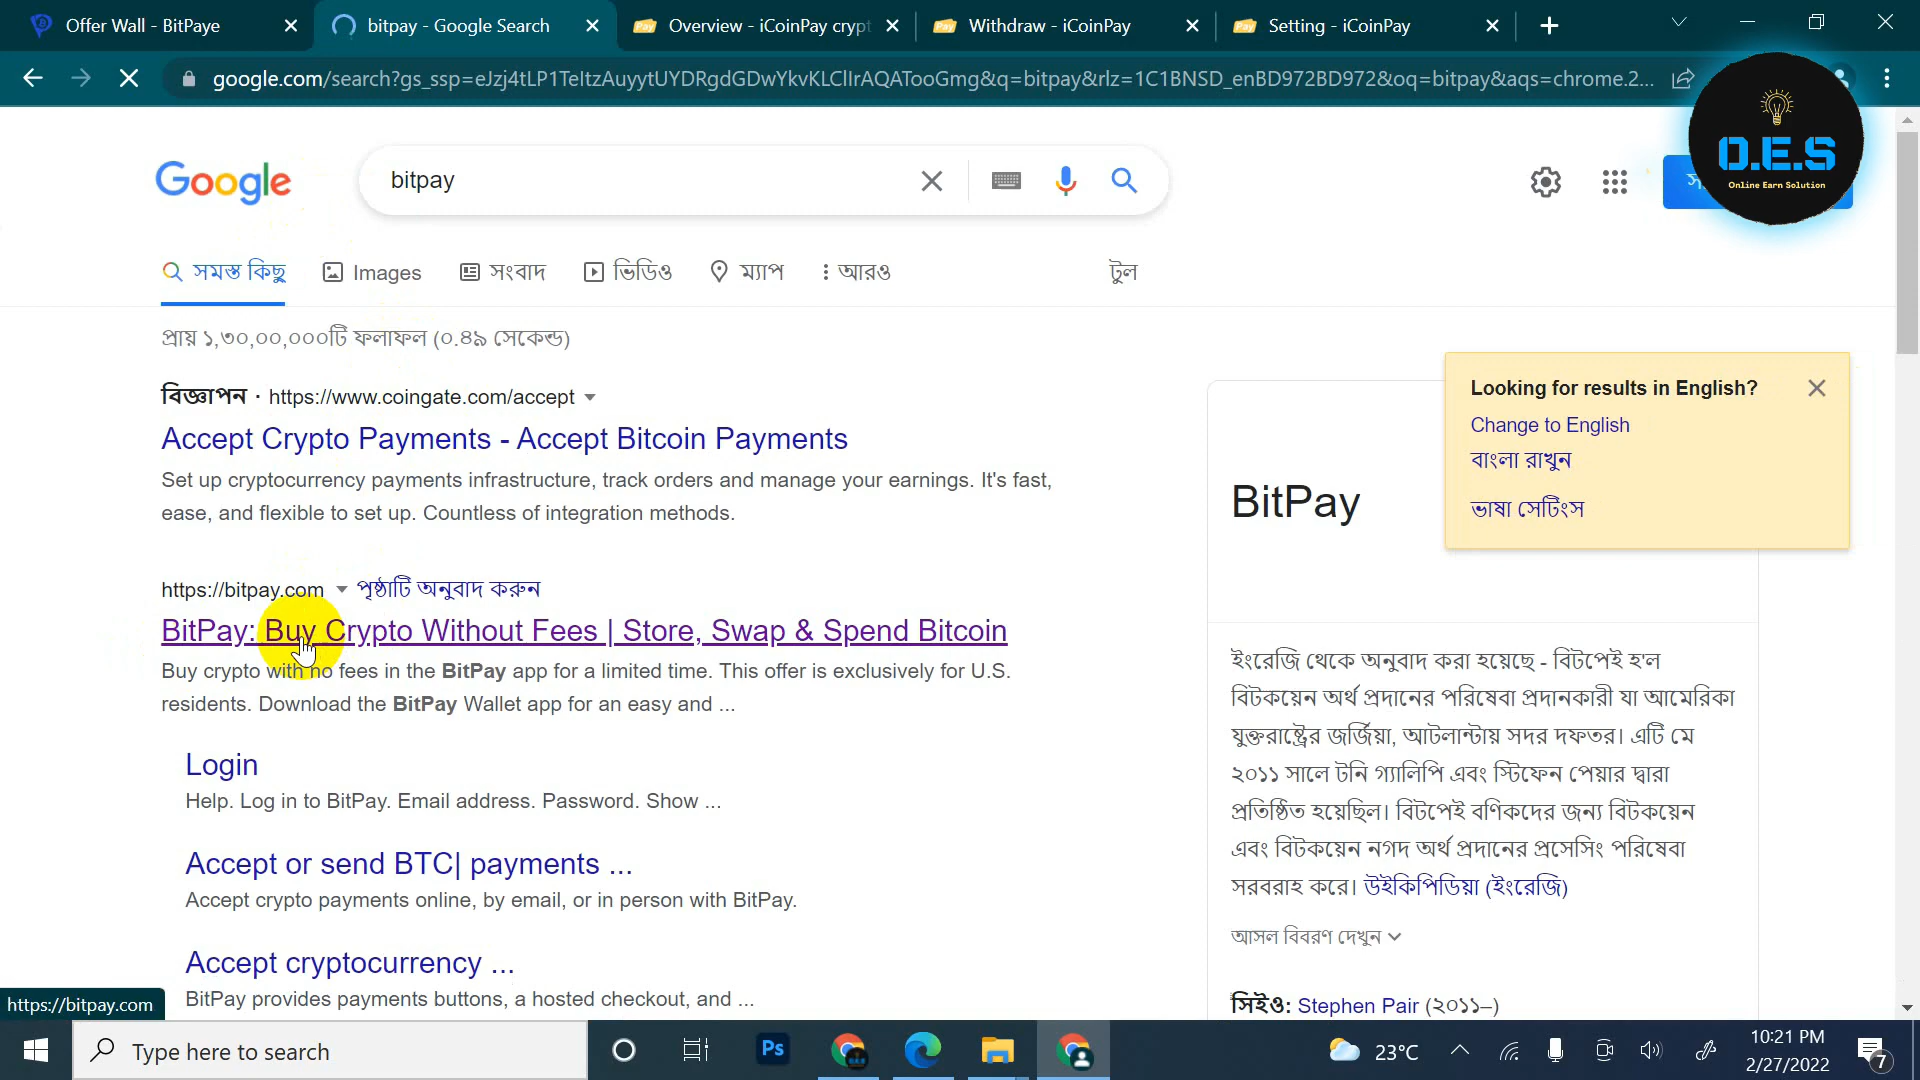 Offer Wall - BitPaye
bitpay - Google Search
Overview - iCoinPay crypt
Withdraw - iCoinPay
Setting - iCoinPay
google.com/search?gs_ssp=eJzj4tLP1TeItzAuyytUYDRgdGDwYkvKLClIrAQATooGmg&q=bitpay&rlz=1C1BNSD_enBD972BD972&oq=bitpay&aqs=chrome.2...
O.E.S
Online Earn Solution
Google
bitpay
সমস্ত কিছু
Images
সংবাদ
ভিডিও
ম্যাপ
আরও
টুল
প্রায় ১,৩০,০০,০০০টি ফলাফল (০.৪৯ সেকেন্ড)
বিজ্ঞাপন · https://www.coingate.com/accept
Accept Crypto Payments - Accept Bitcoin Payments
Set up cryptocurrency payments infrastructure, track orders and manage your earnings. It's fast,
ease, and flexible to set up. Countless of integration methods.
https://bitpay.com পৃষ্ঠাটি অনুবাদ করুন
BitPay: Buy Crypto Without Fees | Store, Swap & Spend Bitcoin
Buy crypto with no fees in the BitPay app for a limited time. This offer is exclusively for U.S.
residents. Download the BitPay Wallet app for an easy and ...
Login
Help. Log in to BitPay. Email address. Password. Show ...
Accept or send BTC| payments ...
Accept crypto payments online, by email, or in person with BitPay.
Accept cryptocurrency ...
BitPay provides payments buttons, a hosted checkout, and ...
Looking for results in English?
Change to English
বাংলা রাখুন
ভাষা সেটিংস
BitPay
ইংরেজি থেকে অনুবাদ করা হয়েছে - বিটপেই হ'ল
বিটকয়েন অর্থ প্রদানের পরিষেবা প্রদানকারী যা আমেরিকা
যুক্তরাষ্ট্রের জর্জিয়া, আটলান্টায় সদর দফতর। এটি মে
২০১১ সালে টনি গ্যালিপি এবং স্টিফেন পেয়ার দ্বারা
প্রতিষ্ঠিত হয়েছিল। বিটপেই বণিকদের জন্য বিটকয়েন
এবং বিটকয়েন নগদ অর্থ প্রদানের প্রসেসিং পরিষেবা
সরবরাহ করে। উইকিপিডিয়া (ইংরেজি)
আসল বিবরণ দেখুন
সিইও: Stephen Pair (২০১১–)
https://bitpay.com
Type here to search
Ps
23°C
10:21 PM
2/27/2022
7